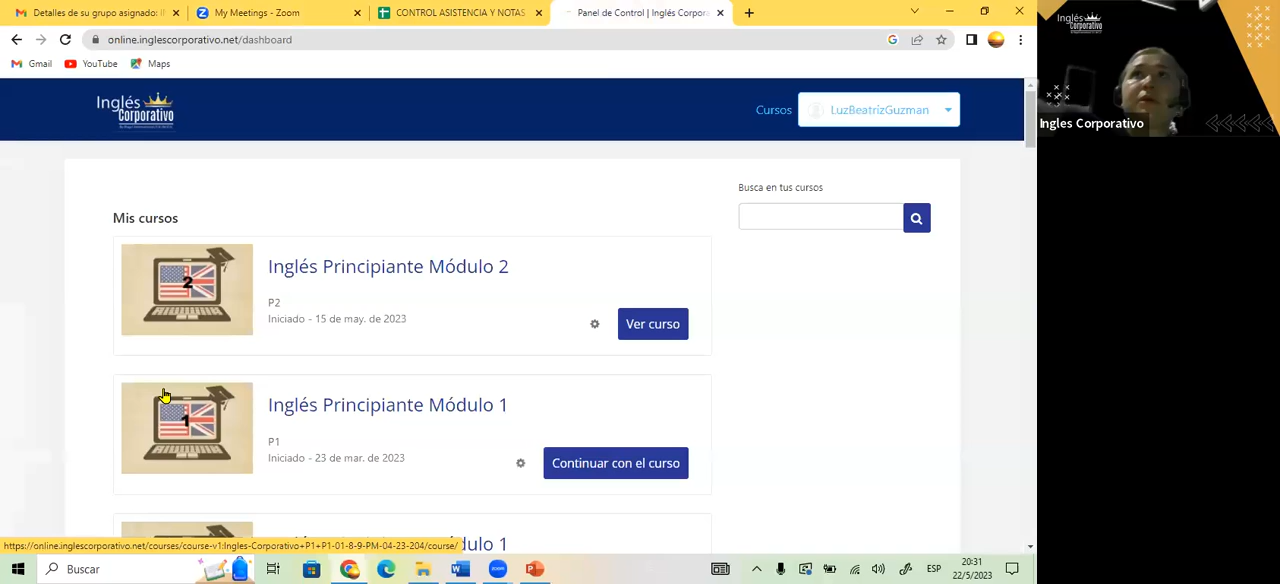 Detalles de su grupo asignado: I
My Meetings - Zoom
CONTROL ASISTENCIA Y NOTAS
Panel de Control | Inglés Corpora
online.inglescorporativo.net/dashboard
Gmail
YouTube
Maps
Inglés
Corporativo
Cursos
LuzBeatrizGuzman
Busca en tus cursos
Mis cursos
2
Inglés Principiante Módulo 2
P2
Iniciado - 15 de may. de 2023
Ver curso
1
Inglés Principiante Módulo 1
P1
Iniciado - 23 de mar. de 2023
Continuar con el curso
https://online.inglescorporativo.net/courses/course-v1:Ingles-Corporativo+P1+P1-01-8-9-PM-04-23-204/course/
Buscar
ESP
20:31
22/5/2023
Inglés
Corporativo
Ingles Corporativo